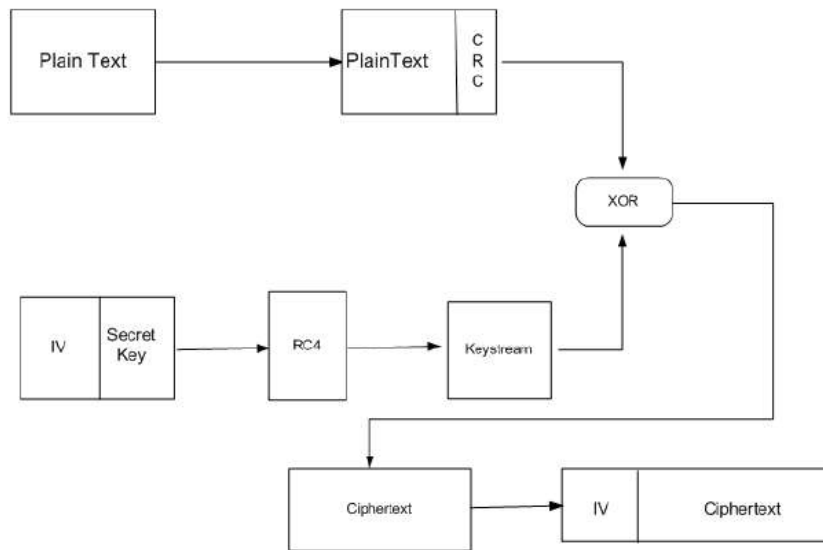 Plain Text
PlainText
C
R
C
XOR
IV
Secret
Key
RC4
Keystream
Ciphertext
IV
Ciphertext